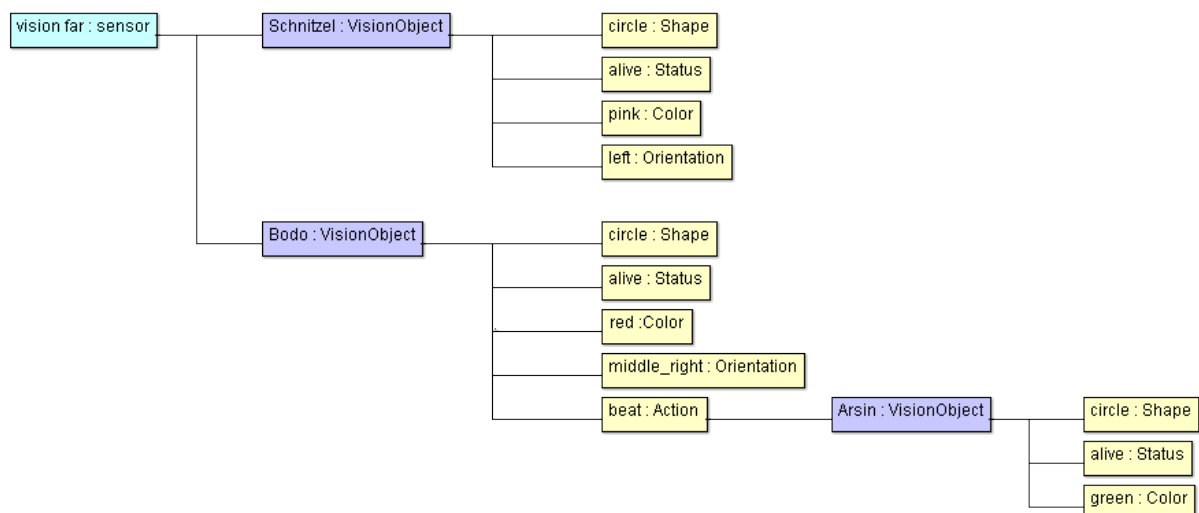 vision far : sensor
Schnitzel : VisionObject
circle : Shape
alive : Status
pink : Color
left : Orientation
Bodo : VisionObject
circle : Shape
alive : Status
red :Color
middle_right : Orientation
beat : Action
Arsin : VisionObject
circle : Shape
alive : Status
green : Color